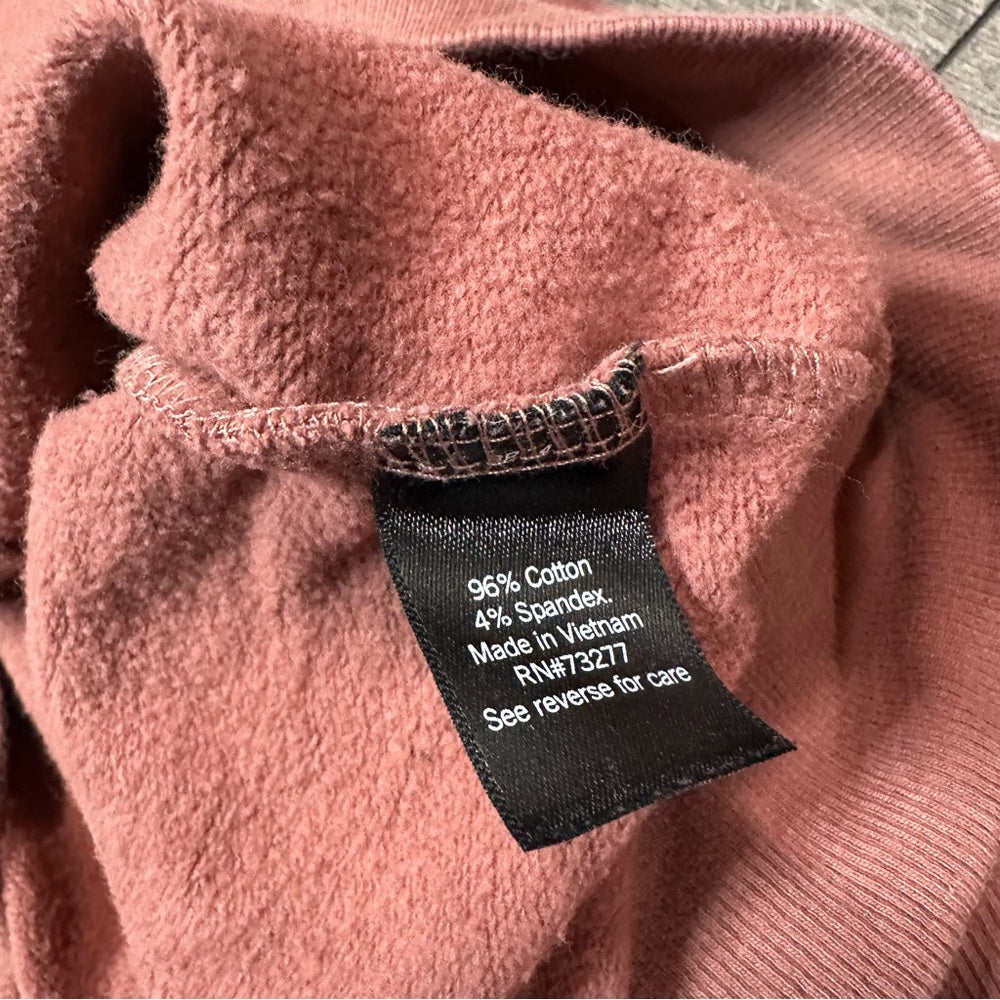 96% Cotton
4% Spandex.
Made in Vietnam
RN#73277
See reverse for care